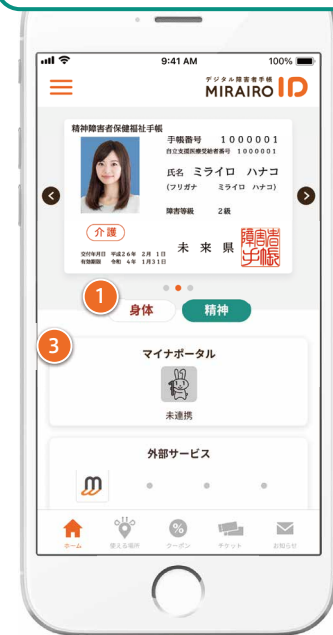 9:41 AM
100%
デジタル障害者手帳
MIRAIRO ID
精神障害者保健福祉手帳
手帳番号 1000001
自立支援医療受給者番号 1000001
氏名 ミライロ ハナコ
(フリガナ ミライロ ハナコ)
障害等級 2級
介護
交付年月日 平成26年 2月 1日
有効期限 令和 4年 1月31日
未来県
障害者手帳
1
身体
精神
3
マイナポータル
未連携
外部サービス
m
ホーム
使える場所
クーポン
チケット
お知らせ